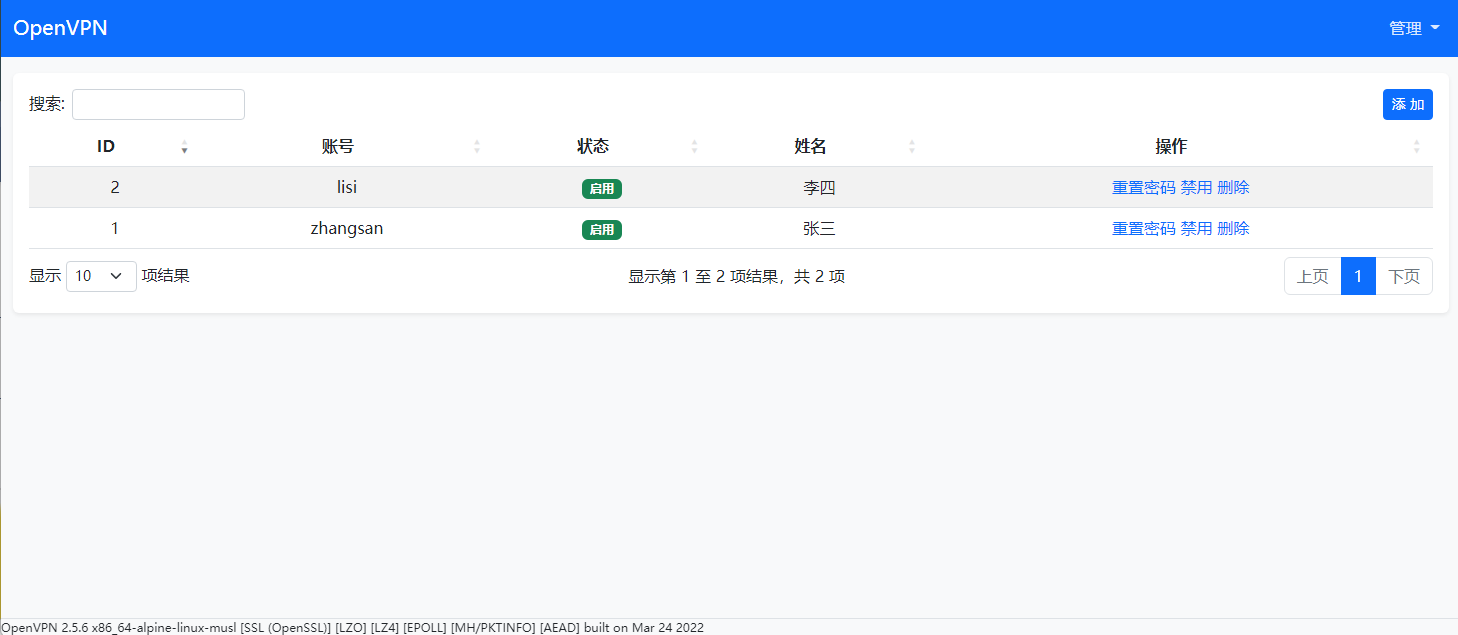 OpenVPN 管理
搜索: 添 加
ID 账号 状态 姓名 操作
2 lisi 启用 李四 重置密码 禁用 删除
1 zhangsan 启用 张三 重置密码 禁用 删除
显示 10 项结果 显示第 1 至 2 项结果，共 2 项 上页 1 下页
OpenVPN 2.5.6 x86_64-alpine-linux-musl [SSL (OpenSSL)] [LZO] [LZ4] [EPOLL] [MH/PKTINFO] [AEAD] built on Mar 24 2022